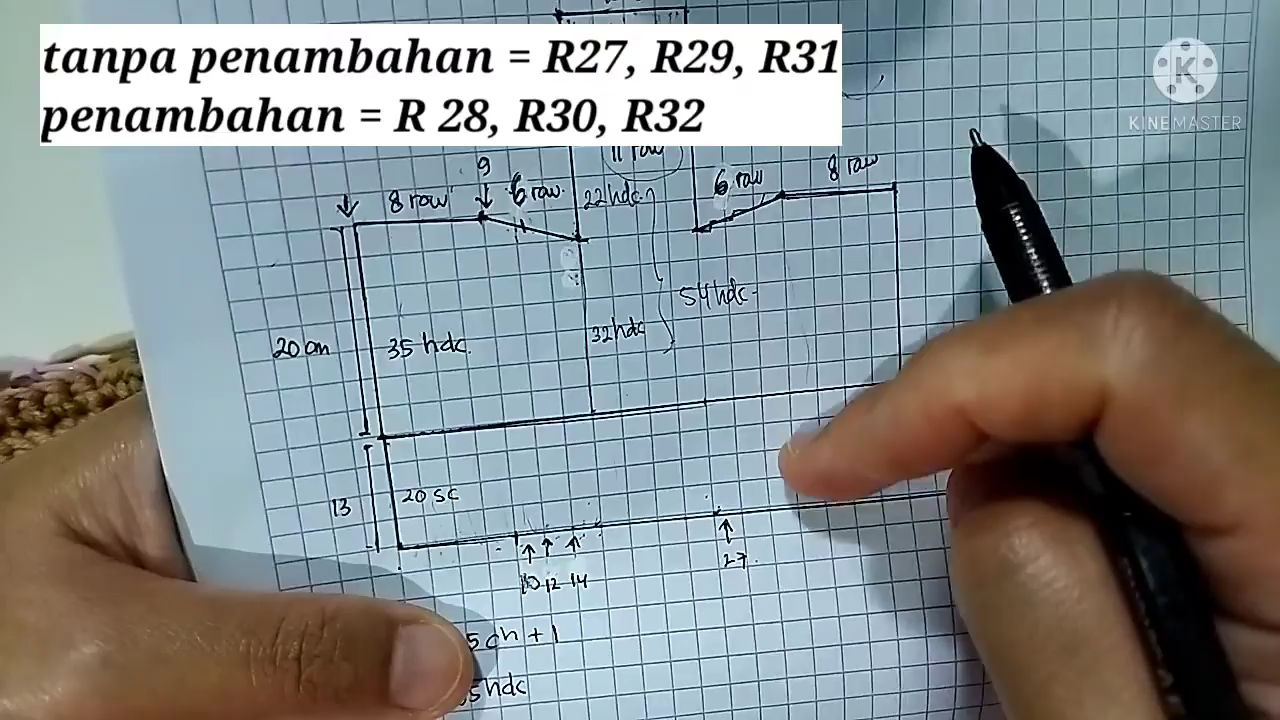 tanpa penambahan = R27, R29, R31
penambahan = R 28, R30, R32
K
KINEMASTER
11 row
9
8 row
6 row
22 hdc
6 row
8 row
54 hdc
20 cm
35 hdc
32 hdc
13
20 sc
10 12 14
27
5 ch + 1
5 hdc